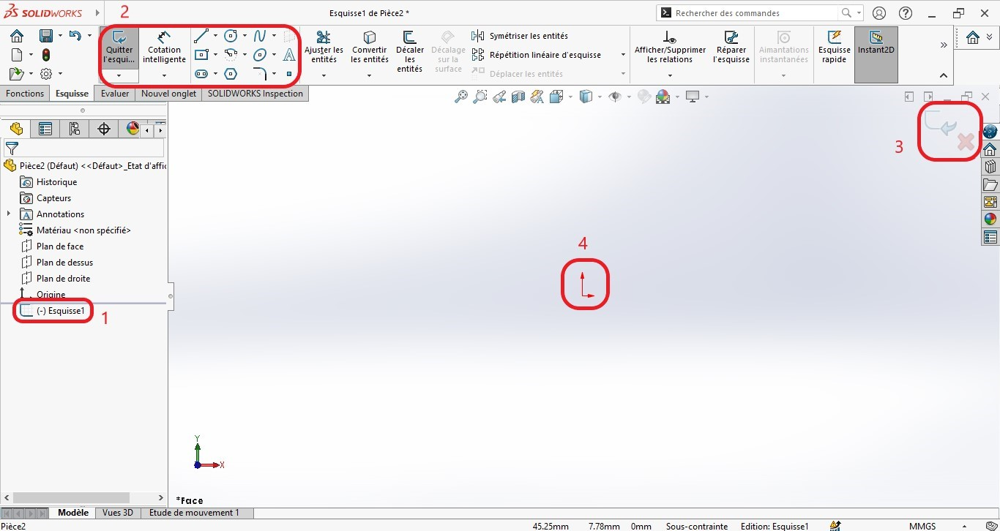 SOLIDWORKS
2
Esquisse1 de Pièce2 *
Rechercher des commandes
Quitter
l'esqui...
Cotation
intelligente
Ajuster les
entités
Convertir
les entités
Décaler
les
entités
Décalage
sur la
surface
Symétriser les entités
Répétition linéaire d'esquisse
Déplacer les entités
Afficher/Supprimer
les relations
Réparer
l'esquisse
Aimantations
instantanées
Esquisse
rapide
Instant2D
Fonctions
Esquisse
Evaluer
Nouvel onglet
SOLIDWORKS Inspection
3
Pièce2 (Défaut) <<Défaut>_Etat d'affic
Historique
Capteurs
Annotations
Matériau <non spécifié>
Plan de face
Plan de dessus
Plan de droite
Origine
(-) Esquisse1
1
4
Y
X
*Face
Modèle
Vues 3D
Etude de mouvement 1
Pièce2
45.25mm
7.78mm
0mm
Sous-contrainte
Edition: Esquisse1
MMGS